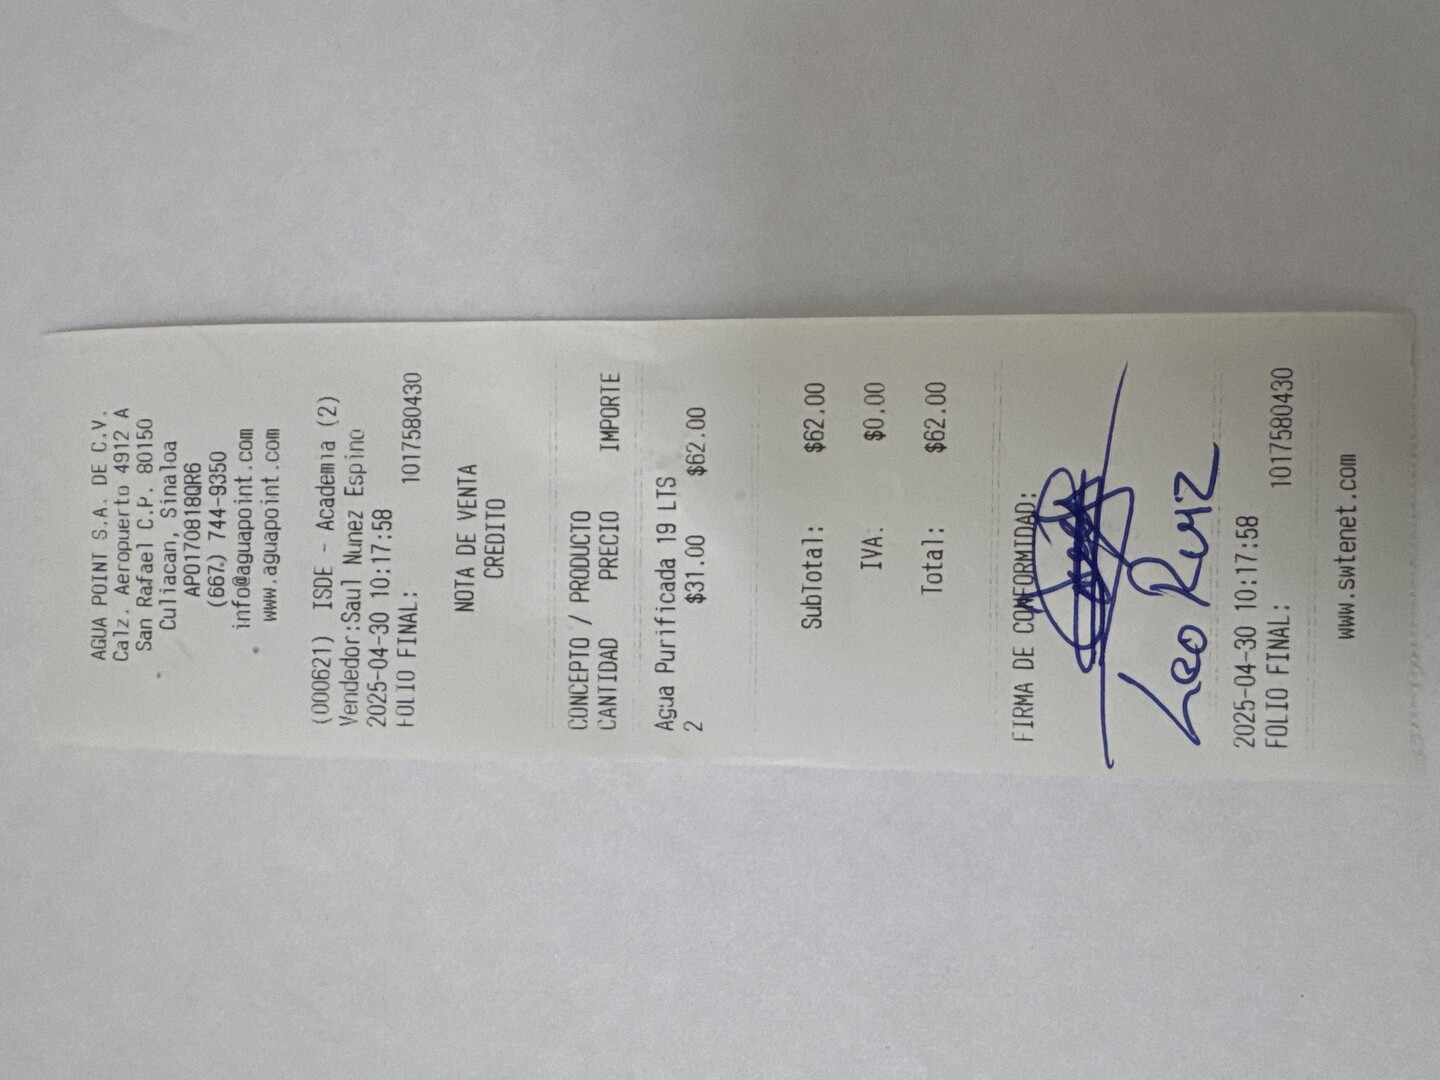 AGUA POINT S.A. DE C.V.
Calz. Aeropuerto 4912 A
San Rafael C.P. 80150
Culiacan, Sinaloa
APO170818QR6
(667) 744-9350
info@aguapoint.com
www.aguapoint.com
(000621) ISDE - Academia (2)
Vendedor:Saul Nunez Espino
2025-04-30 10:17:58
FOLIO FINAL: 1017580430
NOTA DE VENTA
CREDITO
CONCEPTO / PRODUCTO
CANTIDAD PRECIO IMPORTE
Agua Purificada 19 LTS
2 $31.00 $62.00
SubTotal: $62.00
IVA: $0.00
Total: $62.00
FIRMA DE CONFORMIDAD:
Leo Ruiz
2025-04-30 10:17:58
FOLIO FINAL: 1017580430
www.swtenet.com